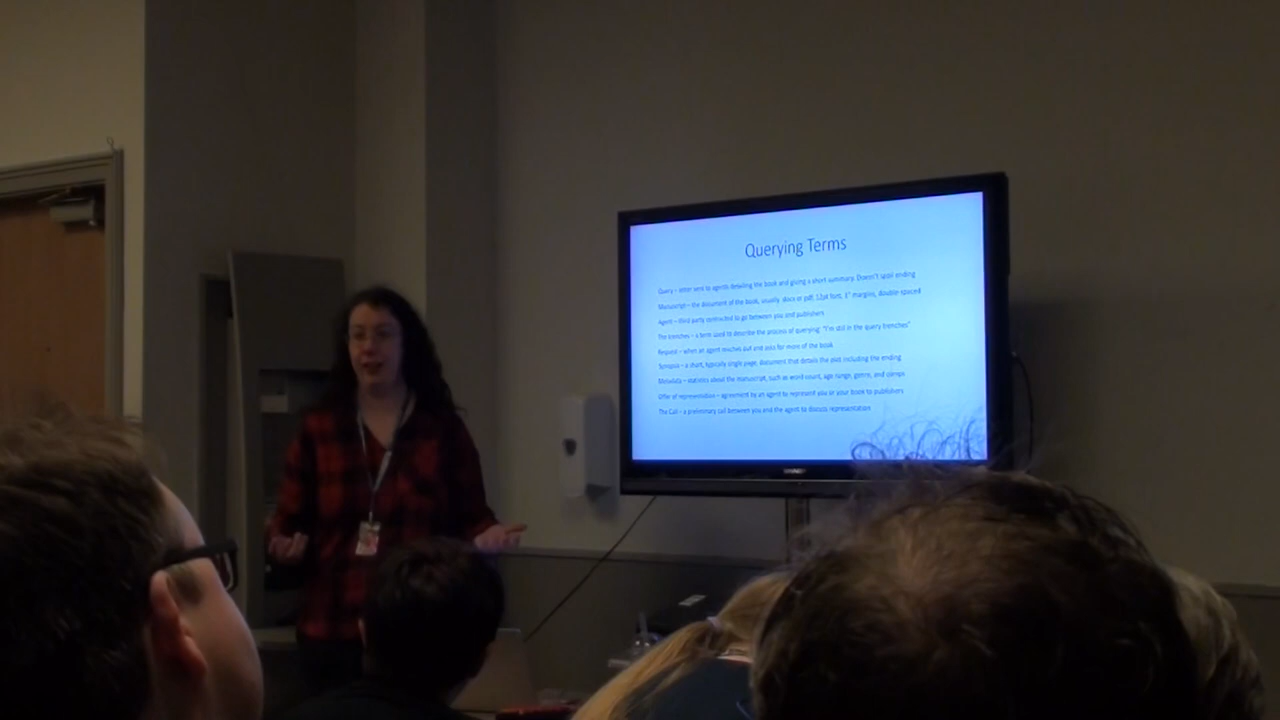 Querying Terms
Query – letter sent to agents detailing the book and giving a short summary. Doesn't spoil ending
Manuscript – the document of the book, usually .docx or pdf, 12pt font, 1" margins, double-spaced
Agent – third party contracted to go between you and publishers
The trenches – a term used to describe the process of querying "I'm still in the query trenches"
Request – when an agent reaches out and asks for more of the book
Synopsis – a short, typically single page, document that details the plot including the ending
Metadata – statistics about the manuscript, such as word count, age range, genre, and comps
Offer of representation – agreement by an agent to represent you or your book to publishers
The Call – a preliminary call between you and the agent to discuss representation